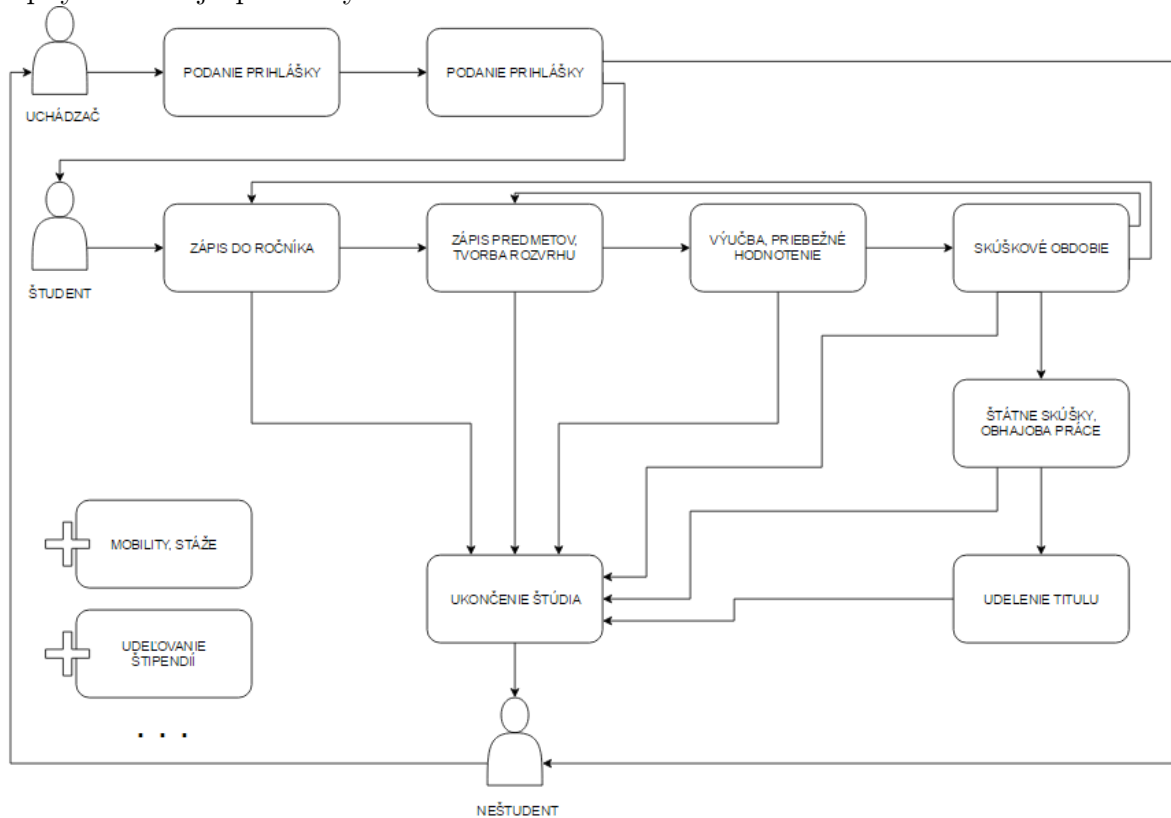 UCHÁDZAČ
PODANIE PRIHLÁŠKY
PODANIE PRIHLÁŠKY
ŠTUDENT
ZÁPIS DO ROČNÍKA
ZÁPIS PREDMETOV,
TVORBA ROZVRHU
VÝUČBA, PRIEBEŽNÉ
HODNOTENIE
SKÚŠKOVÉ OBDOBIE
ŠTÁTNE SKÚŠKY,
OBHAJOBA PRÁCE
MOBILITY, STÁŽE
UKONČENIE ŠTÚDIA
UDELENIE TITULU
UDEĽOVANIE
ŠTIPENDIÍ
. . .
NEŠTUDENT